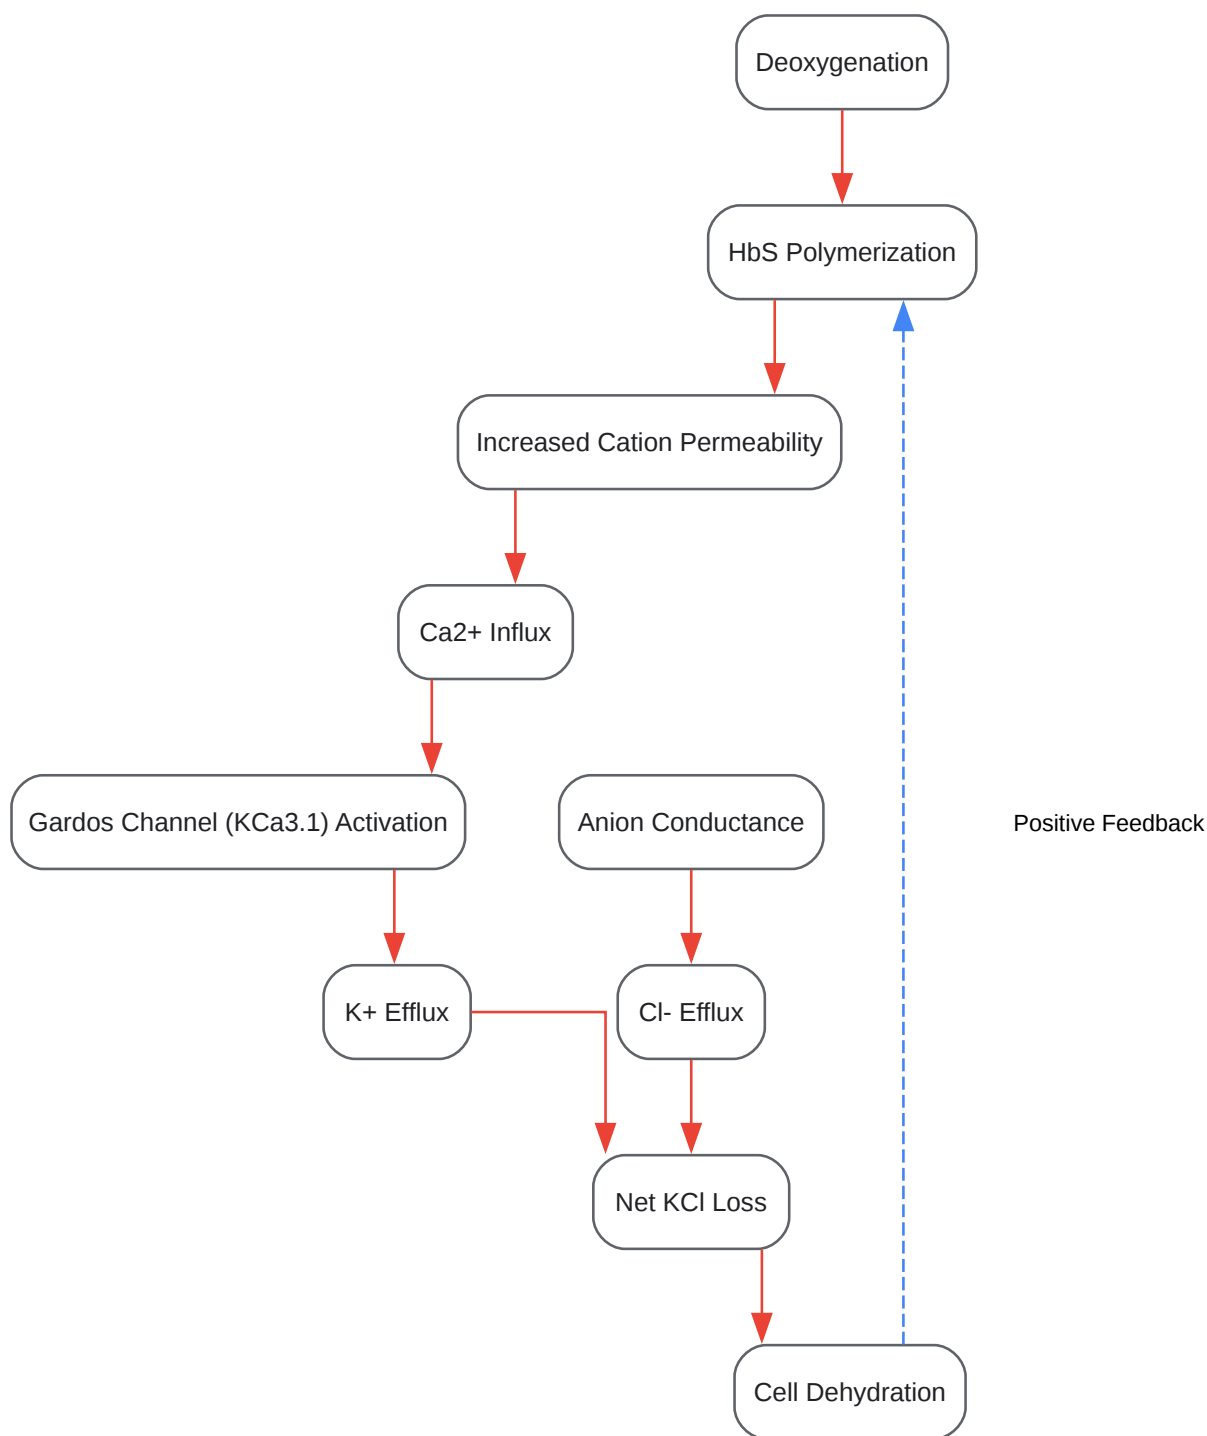 Deoxygenation
HbS Polymerization
Increased Cation Permeability
Ca2+ Influx
Gardos Channel (KCa3.1) Activation
Anion Conductance
Positive Feedback
K+ Efflux
Cl- Efflux
Net KCl Loss
Cell Dehydration